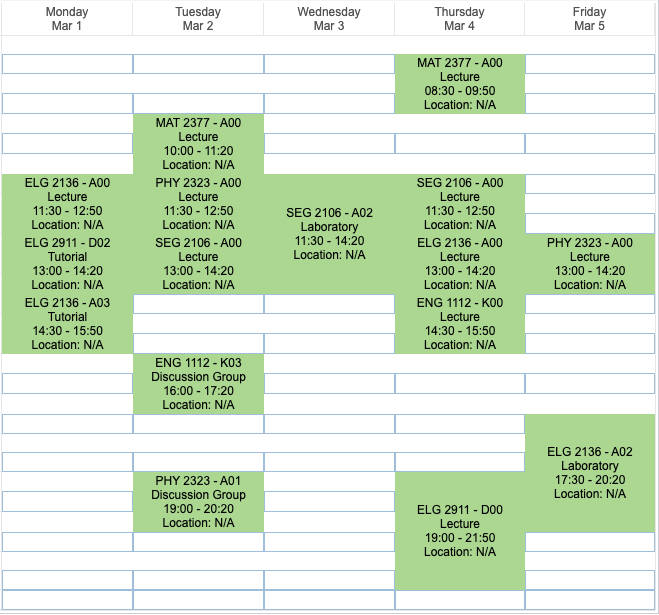 Monday
Mar 1
Tuesday
Mar 2
Wednesday
Mar 3
Thursday
Mar 4
Friday
Mar 5
MAT 2377 - A00
Lecture
08:30 - 09:50
Location: N/A
MAT 2377 - A00
Lecture
10:00 - 11:20
Location: N/A
ELG 2136 - A00
Lecture
11:30 - 12:50
Location: N/A
PHY 2323 - A00
Lecture
11:30 - 12:50
Location: N/A
SEG 2106 - A02
Laboratory
11:30 - 14:20
Location: N/A
SEG 2106 - A00
Lecture
11:30 - 12:50
Location: N/A
ELG 2911 - D02
Tutorial
13:00 - 14:20
Location: N/A
SEG 2106 - A00
Lecture
13:00 - 14:20
Location: N/A
ELG 2136 - A00
Lecture
13:00 - 14:20
Location: N/A
PHY 2323 - A00
Lecture
13:00 - 14:20
Location: N/A
ELG 2136 - A03
Tutorial
14:30 - 15:50
Location: N/A
ENG 1112 - K00
Lecture
14:30 - 15:50
Location: N/A
ENG 1112 - K03
Discussion Group
16:00 - 17:20
Location: N/A
ELG 2136 - A02
Laboratory
17:30 - 20:20
Location: N/A
PHY 2323 - A01
Discussion Group
19:00 - 20:20
Location: N/A
ELG 2911 - D00
Lecture
19:00 - 21:50
Location: N/A